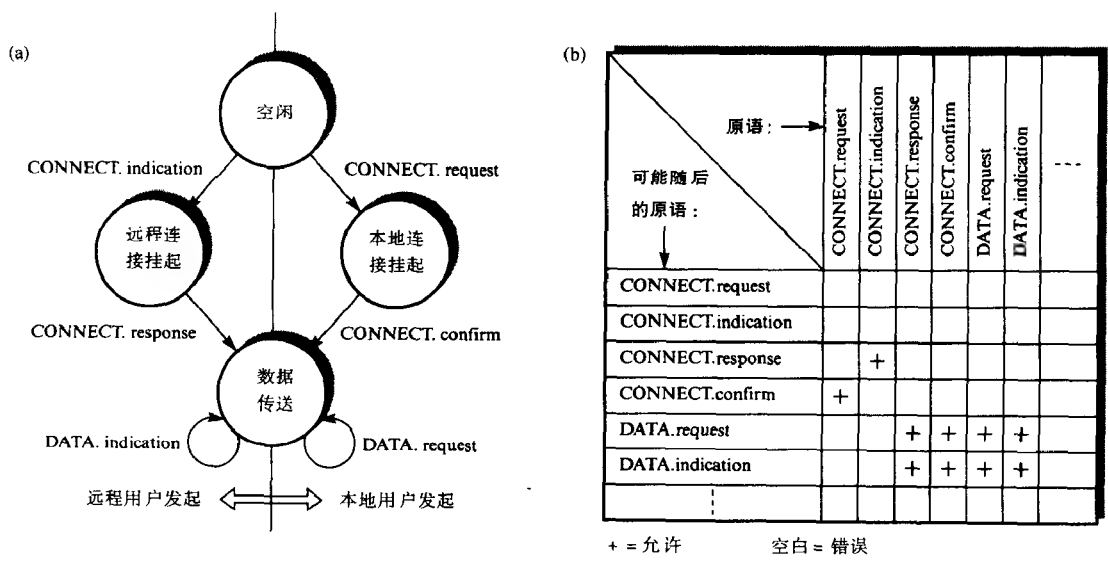 (a)
空闲
CONNECT. indication
CONNECT. request
远程连
接挂起
本地连
接挂起
CONNECT. response
CONNECT. confirm
数据
传送
DATA. indication
DATA. request
远程用户发起
本地用户发起
(b)
原语：
可能随后
的原语：
CONNECT.request
CONNECT.indication
CONNECT.response
CONNECT.confirm
DATA.request
DATA.indication
CONNECT.request
CONNECT.indication
CONNECT.response +
CONNECT.confirm +
DATA.request + + + +
DATA.indication + + + +
+ = 允许 空白 = 错误